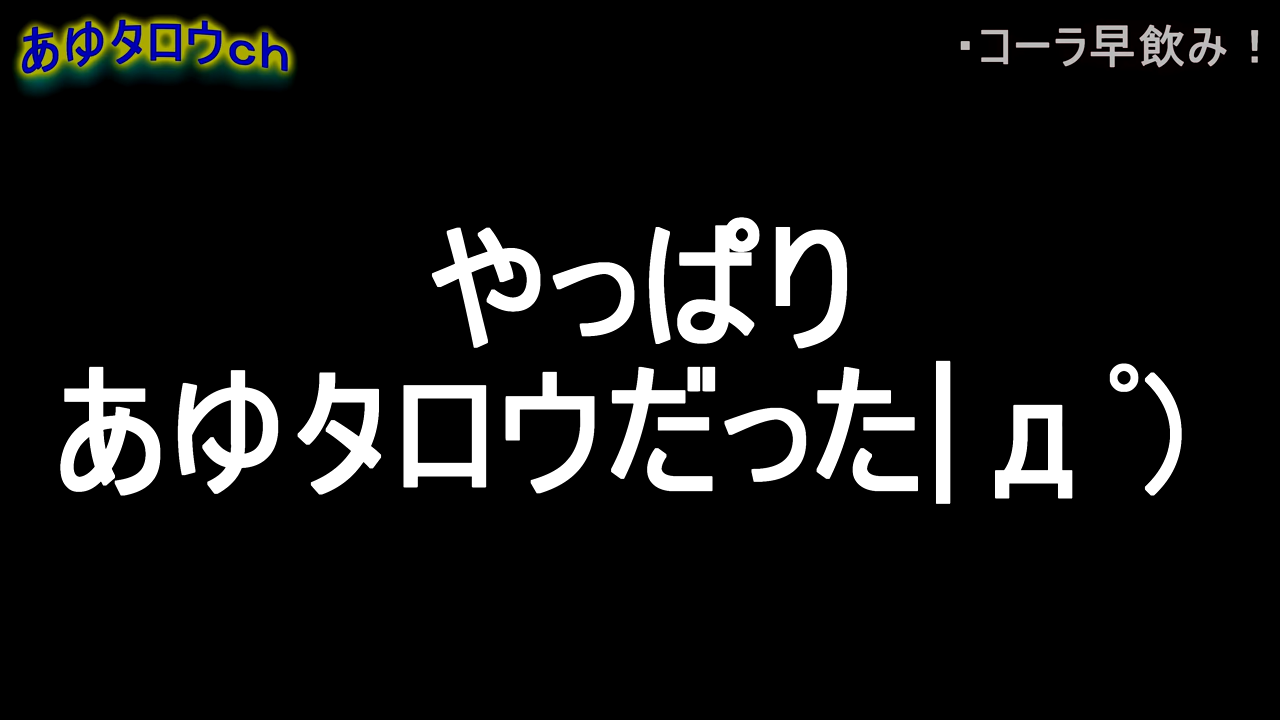 あゆタロウch
・コーラ早飲み！
やっぱり
あゆタロウだった|дﾟ)